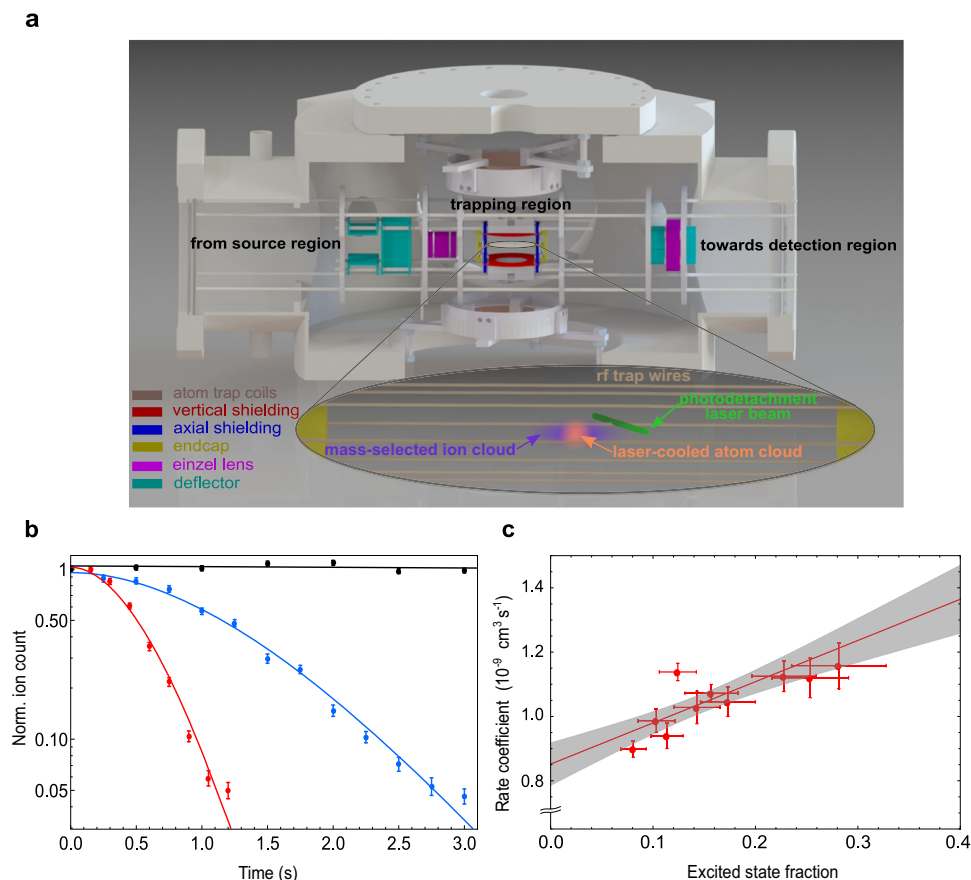 a
trapping region
from source region
towards detection region
rf trap wires
photodetachment
laser beam
mass-selected ion cloud
laser-cooled atom cloud
atom trap coils
vertical shielding
axial shielding
endcap
einzel lens
deflector
b
Norm. ion count
1
0.50
0.10
0.05
0.0 0.5 1.0 1.5 2.0 2.5 3.0
Time (s)
c
Rate coefficient (10⁻⁹ cm³ s⁻¹)
1.4
1.2
1.0
0.8
0.0 0.1 0.2 0.3 0.4
Excited state fraction